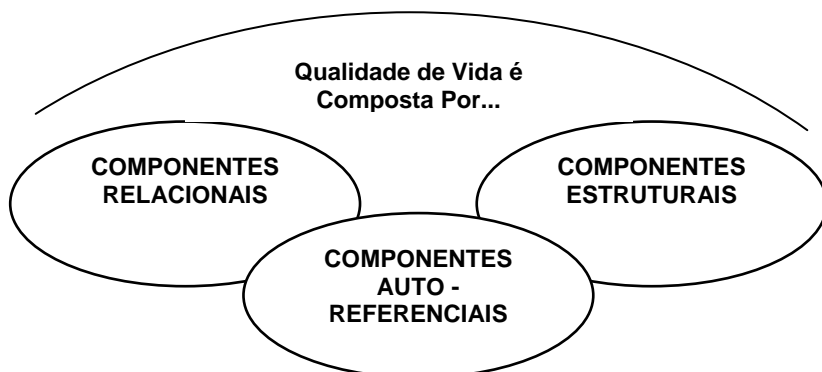 Qualidade de Vida é
Composta Por...
COMPONENTES
RELACIONAIS
COMPONENTES
ESTRUTURAIS
COMPONENTES
AUTO -
REFERENCIAIS